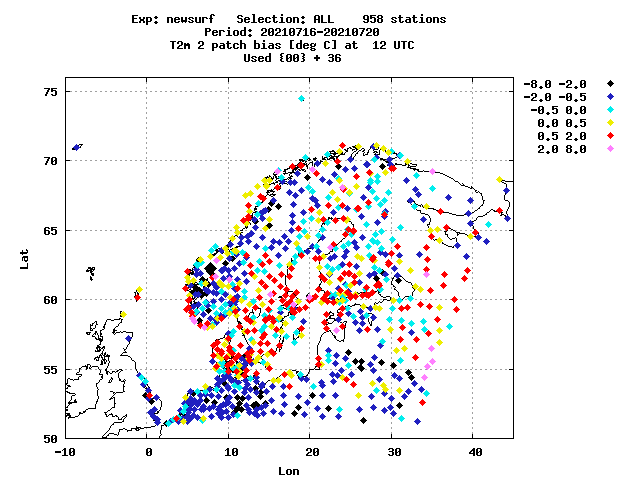 Exp: newsurf   Selection: ALL    958 stations
Period: 20210716-20210720
T2m 2 patch bias [deg C] at  12 UTC
Used {00} + 36
-8.0 -2.0
-2.0 -0.5
-0.5 0.0
0.0 0.5
0.5 2.0
2.0 8.0
75
70
65
60
55
50
Lat
-10 0 10 20 30 40
Lon